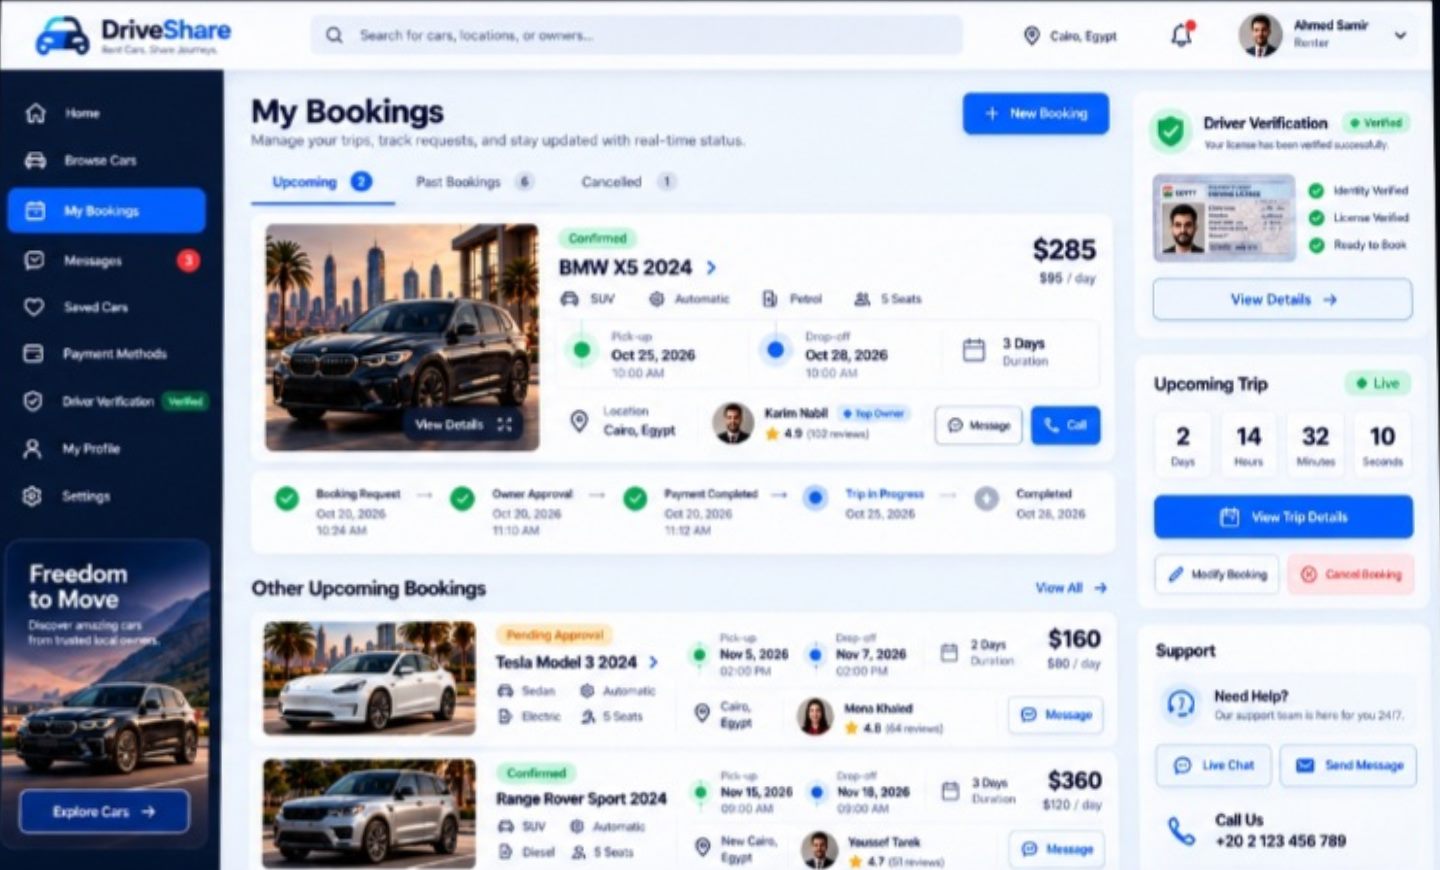 DriveShare
Rent Cars. Share Journeys.
Search for cars, locations, or owners...
Cairo, Egypt
Ahmed Samir
Renter
Home
Browse Cars
My Bookings
Messages
3
Saved Cars
Payment Methods
Driver Verification
Verified
My Profile
Settings
Freedom
to Move
Discover amazing cars
from trusted local owners.
Explore Cars
My Bookings
Manage your trips, track requests, and stay updated with real-time status.
New Booking
Upcoming 2
Past Bookings 6
Cancelled 1
Confirmed
BMW X5 2024
$285
$95 / day
SUV
Automatic
Petrol
5 Seats
Pick-up
Oct 25, 2026
10:00 AM
Drop-off
Oct 28, 2026
10:00 AM
3 Days
Duration
View Details
Location
Cairo, Egypt
Karim Nabil
Top Owner
4.9 (102 reviews)
Message
Call
Booking Request
Oct 20, 2026
10:24 AM
Owner Approval
Oct 20, 2026
11:10 AM
Payment Completed
Oct 20, 2026
11:12 AM
Trip in Progress
Oct 25, 2026
Completed
Oct 28, 2026
Other Upcoming Bookings
View All
Pending Approval
Tesla Model 3 2024
Sedan
Automatic
Electric
5 Seats
Pick-up
Nov 5, 2026
02:00 PM
Drop-off
Nov 7, 2026
02:00 PM
2 Days
Duration
$160
$80 / day
Cairo,
Egypt
Mona Khaled
4.8 (64 reviews)
Message
Confirmed
Range Rover Sport 2024
SUV
Automatic
Diesel
5 Seats
Pick-up
Nov 15, 2026
09:00 AM
Drop-off
Nov 18, 2026
09:00 AM
3 Days
Duration
$360
$120 / day
New Cairo,
Egypt
Youssef Tarek
4.7 (51 reviews)
Message
Driver Verification
Verified
Your license has been verified successfully.
EGYPT
DRIVING LICENSE
Identity Verified
License Verified
Ready to Book
View Details
Upcoming Trip
Live
2
Days
14
Hours
32
Minutes
10
Seconds
View Trip Details
Modify Booking
Cancel Booking
Support
Need Help?
Our support team is here for you 24/7.
Live Chat
Send Message
Call Us
+20 2 123 456 789